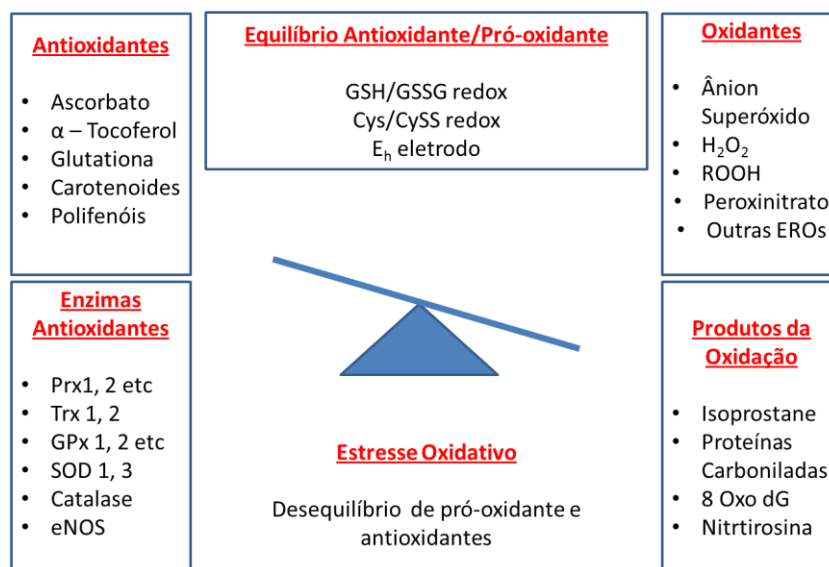 Antioxidantes
• Ascorbato
• α – Tocoferol
• Glutationa
• Carotenoides
• Polifenóis
Equilíbrio Antioxidante/Pró-oxidante
GSH/GSSG redox
Cys/CySS redox
Eₕ eletrodo
Oxidantes
• Ânion
Superóxido
• H₂O₂
• ROOH
• Peroxinitrato
• Outras EROs
Enzimas
Antioxidantes
• Prx1, 2 etc
• Trx 1, 2
• GPx 1, 2 etc
• SOD 1, 3
• Catalase
• eNOS
Estresse Oxidativo
Desequilíbrio de pró-oxidante e
antioxidantes
Produtos da
Oxidação
• Isoprostane
• Proteínas
Carboniladas
• 8 Oxo dG
• Nitrtirosina